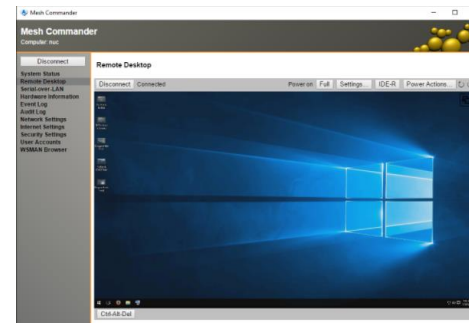 Mesh Commander
Mesh Commander
Computer: nuc
Disconnect
System Status
Remote Desktop
Serial-over-LAN
Hardware Information
Event Log
Audit Log
Network Settings
Internet Settings
Security Settings
User Accounts
WSMAN Browser
Remote Desktop
Disconnect Connected Power on Full Settings... IDE-R Power Actions...
Ctrl-Alt-Del